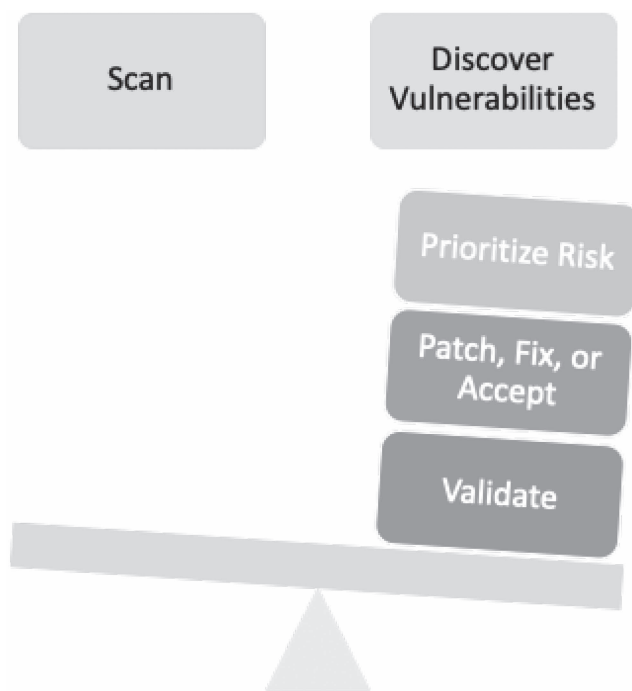 Scan
Discover
Vulnerabilities
Prioritize Risk
Patch, Fix, or
Accept
Validate